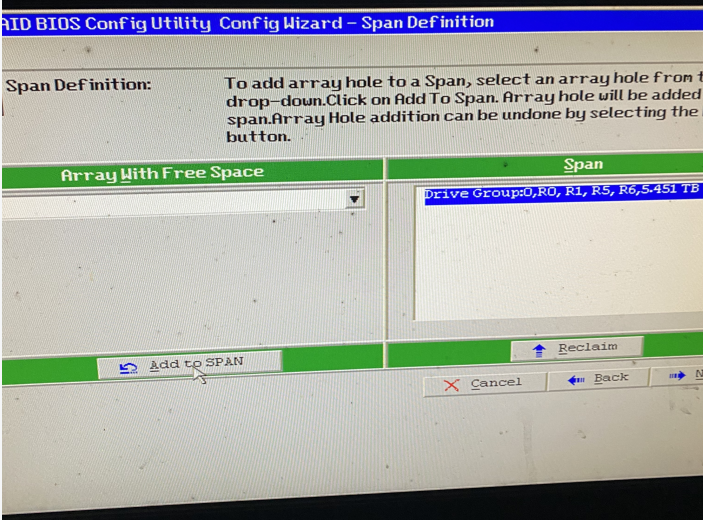 AID BIOS Config Utility Config Wizard - Span Definition
Span Definition:
To add array hole to a Span, select an array hole from t
drop-down.Click on Add To Span. Array hole will be added
span.Array Hole addition can be undone by selecting the
button.
Array With Free Space
Span
Drive Group:0,R0, R1, R5, R6,5.451 TB
Add to SPAN
Reclaim
Cancel
Back
N